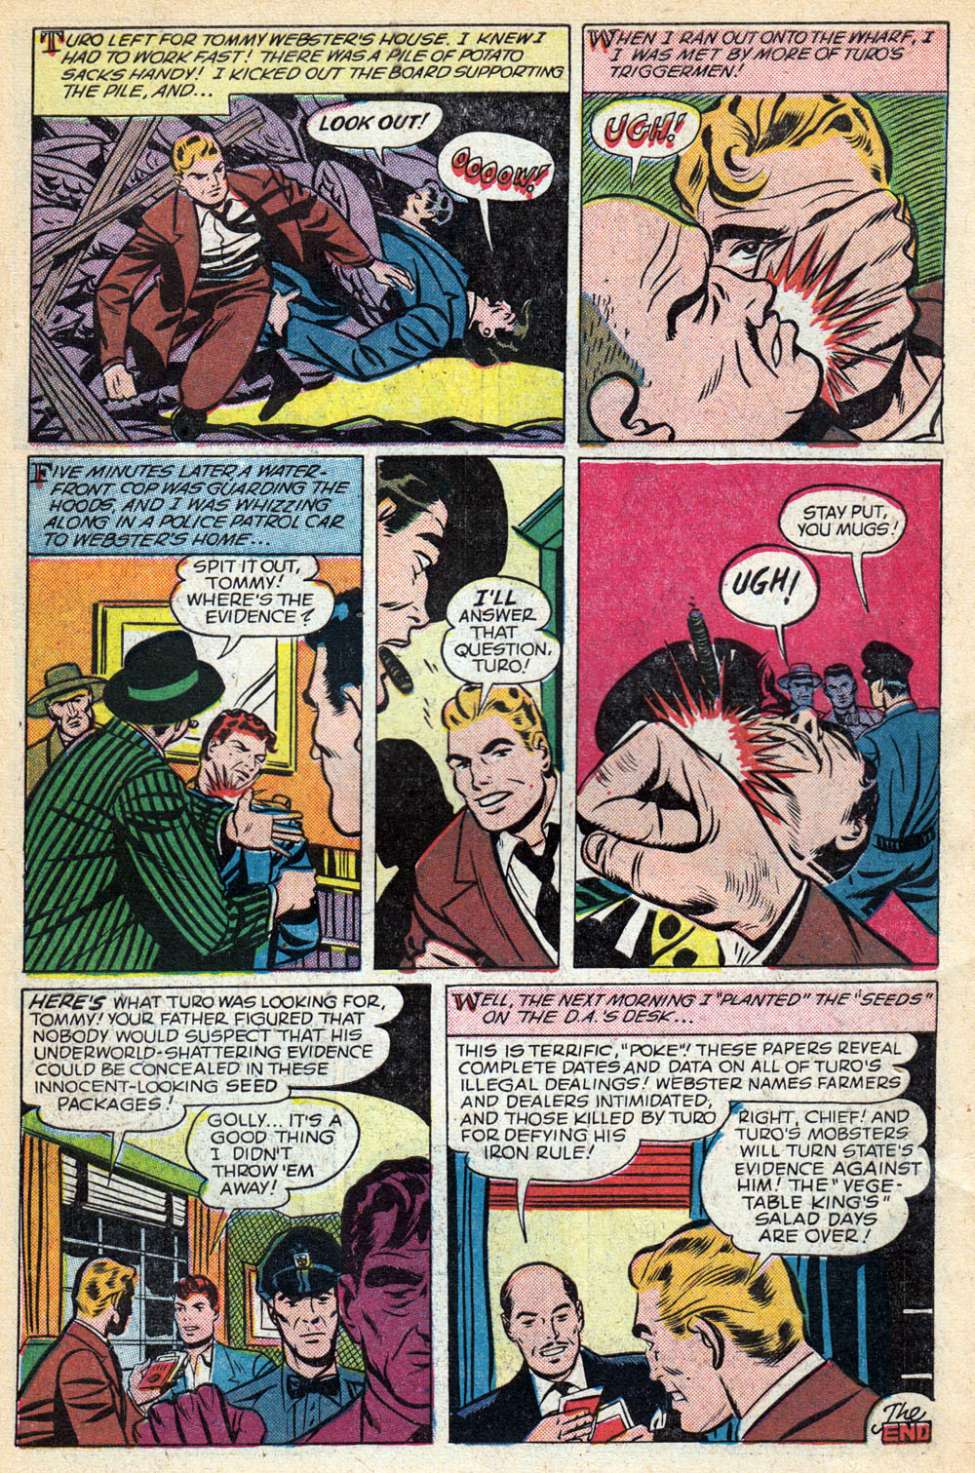 TURO LEFT FOR TOMMY WEBSTER'S HOUSE. I KNEW I
HAD TO WORK FAST! THERE WAS A PILE OF POTATO
SACKS HANDY! I KICKED OUT THE BOARD SUPPORTING
THE PILE, AND...
LOOK OUT!
OOOOW!
WHEN I RAN OUT ONTO THE WHARF, I
I WAS MET BY MORE OF TURO'S
TRIGGERMEN!
UGH!
FIVE MINUTES LATER A WATER-
FRONT COP WAS GUARDING THE
HOODS, AND I WAS WHIZZING
ALONG IN A POLICE PATROL CAR
TO WEBSTER'S HOME...
SPIT IT OUT,
TOMMY!
WHERE'S THE
EVIDENCE?
I'LL
ANSWER
THAT
QUESTION,
TURO!
UGH!
STAY PUT,
YOU MUGS!
HERE'S WHAT TURO WAS LOOKING FOR,
TOMMY! YOUR FATHER FIGURED THAT
NOBODY WOULD SUSPECT THAT HIS
UNDERWORLD-SHATTERING EVIDENCE
COULD BE CONCEALED IN THESE
INNOCENT-LOOKING SEED
PACKAGES!
GOLLY... IT'S A
GOOD THING
I DIDN'T
THROW 'EM
AWAY!
WELL, THE NEXT MORNING I "PLANTED" THE "SEEDS"
ON THE D.A.'S DESK...
THIS IS TERRIFIC, "POKE"! THESE PAPERS REVEAL
COMPLETE DATES AND DATA ON ALL OF TURO'S
ILLEGAL DEALINGS! WEBSTER NAMES FARMERS
AND DEALERS INTIMIDATED,
AND THOSE KILLED BY TURO
FOR DEFYING HIS
IRON RULE!
RIGHT, CHIEF! AND
TURO'S MOBSTERS
WILL TURN STATE'S
EVIDENCE AGAINST
HIM! THE "VEGE-
TABLE KING'S"
SALAD DAYS
ARE OVER!
The
END